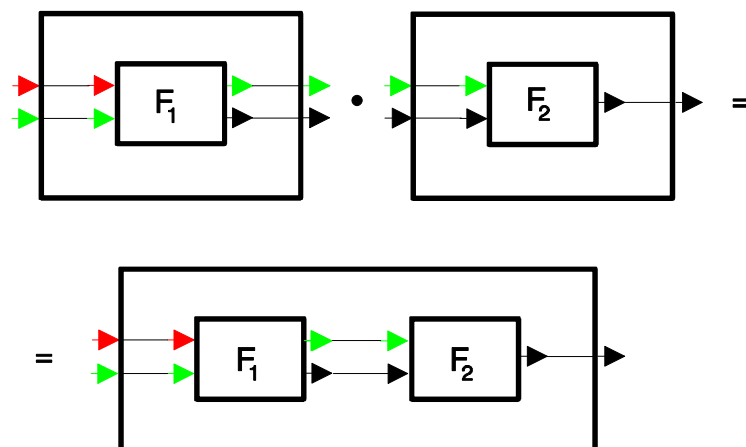 F₁ • F₂ =
= F₁ F₂